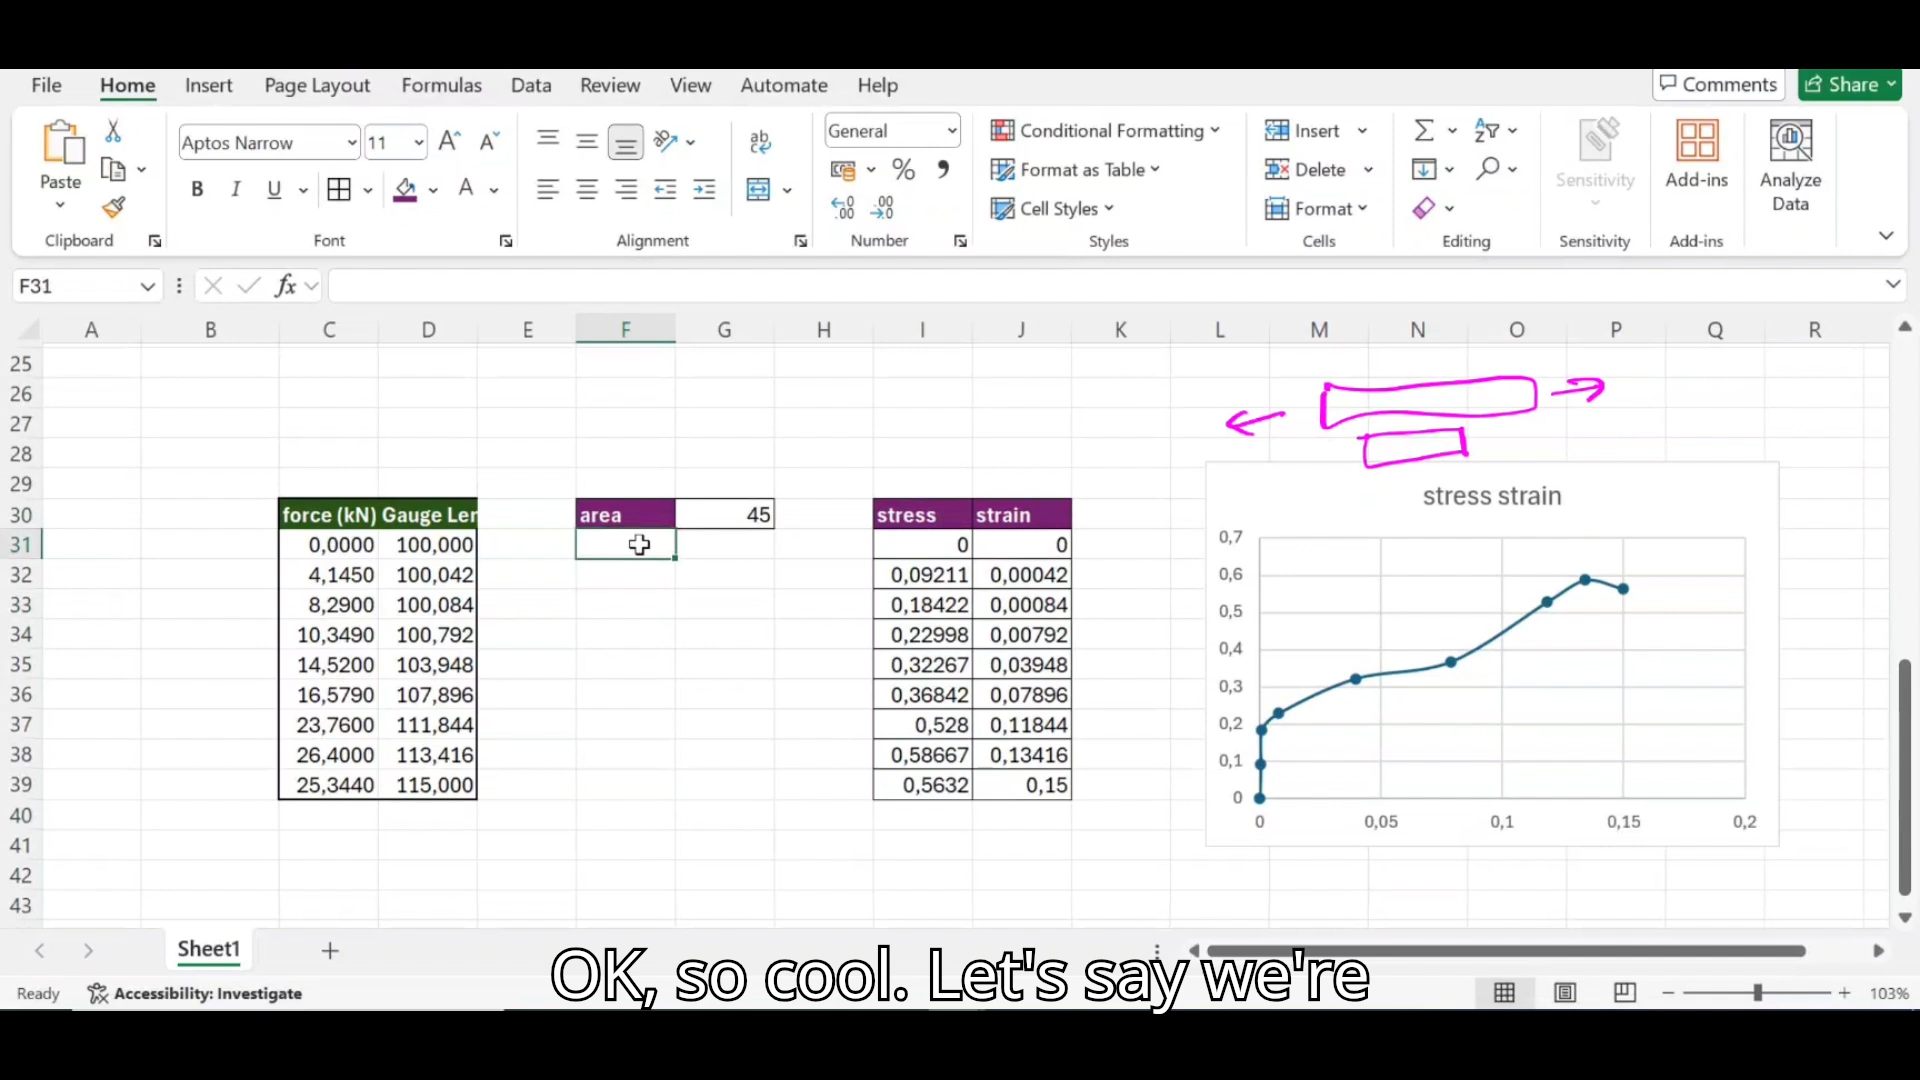 File Home Insert Page Layout Formulas Data Review View Automate Help Comments Share
Aptos Narrow 11 General Conditional Formatting Insert
Paste Format as Table Delete Sensitivity Add-ins Analyze Data
B I U Cell Styles Format
Clipboard Font Alignment Number Styles Cells Editing Sensitivity Add-ins
F31 fx
A B C D E F G H I J K L M N O P Q R
25
26
27
28
29
30 force (kN) Gauge Ler area 45 stress strain
31 0,0000 100,000 0 0
32 4,1450 100,042 0,09211 0,00042
33 8,2900 100,084 0,18422 0,00084
34 10,3490 100,792 0,22998 0,00792
35 14,5200 103,948 0,32267 0,03948
36 16,5790 107,896 0,36842 0,07896
37 23,7600 111,844 0,528 0,11844
38 26,4000 113,416 0,58667 0,13416
39 25,3440 115,000 0,5632 0,15
40
41
42
43
stress strain
0,7
0,6
0,5
0,4
0,3
0,2
0,1
0
0 0,05 0,1 0,15 0,2
Sheet1
OK, so cool. Let's say we're
Ready Accessibility: Investigate 103%